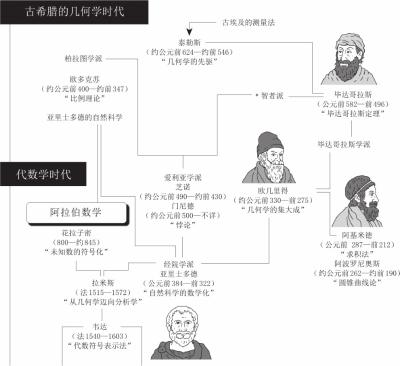 古希腊的几何学时代
古埃及的测量法
泰勒斯
(约公元前624—约前546)
“几何学的先驱”
柏拉图学派
欧多克苏
(约公元前400—约前347)
“比例理论”
亚里士多德的自然科学
*智者派
毕达哥拉斯
(公元前582—前496)
“毕达哥拉斯定理”
毕达哥拉斯学派
代数学时代
爱利亚学派
芝诺
(约公元前490—约前430)
门尼德
(约公元前500—不详)
“悖论”
欧几里得
(约公元前330—前275)
“几何学的集大成”
阿拉伯数学
花拉子密
(800—约845)
“未知数的符号化”
阿基米德
(公元前 287—前212)
“求积法”
阿波罗尼奥斯
(约公元前262—约前190)
“圆锥曲线论”
拉米斯
(法1515—1572)
“从几何学迈向分析学”
经院学派
亚里士多德
(公元前384—前322)
“自然科学的数学化”
韦达
(法1540—1603)
“代数符号表示法”